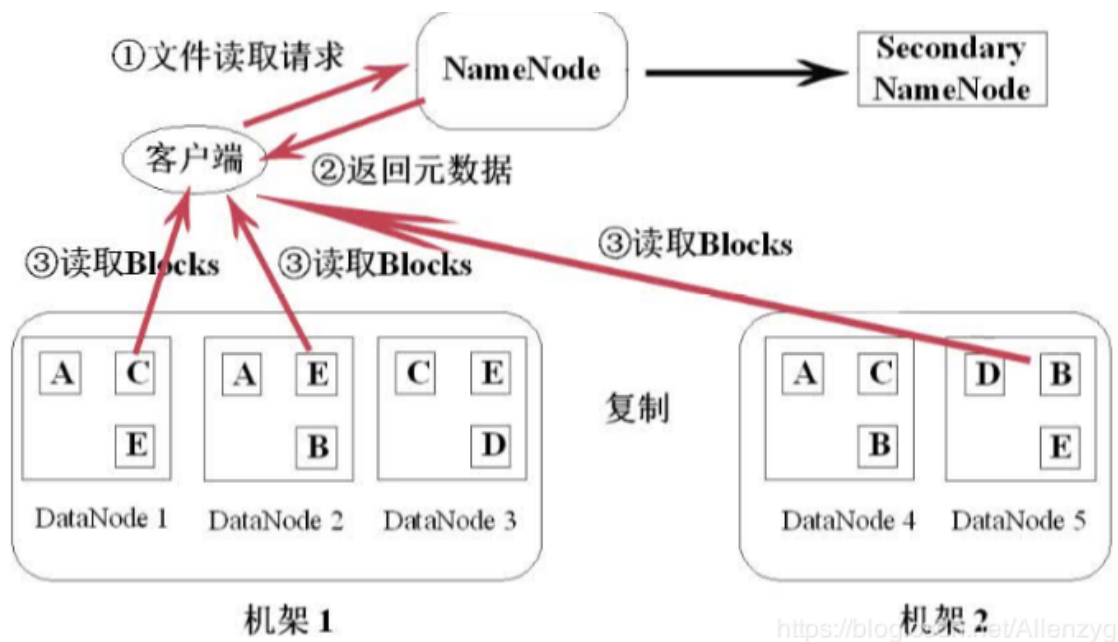 ①文件读取请求
NameNode
Secondary
NameNode
客户端
②返回元数据
③读取Blocks
③读取Blocks
③读取Blocks
A C
A E
C E
A C
D B
复制
E
B
D
B
E
DataNode 1
DataNode 2
DataNode 3
DataNode 4
DataNode 5
机架 1
机架 2